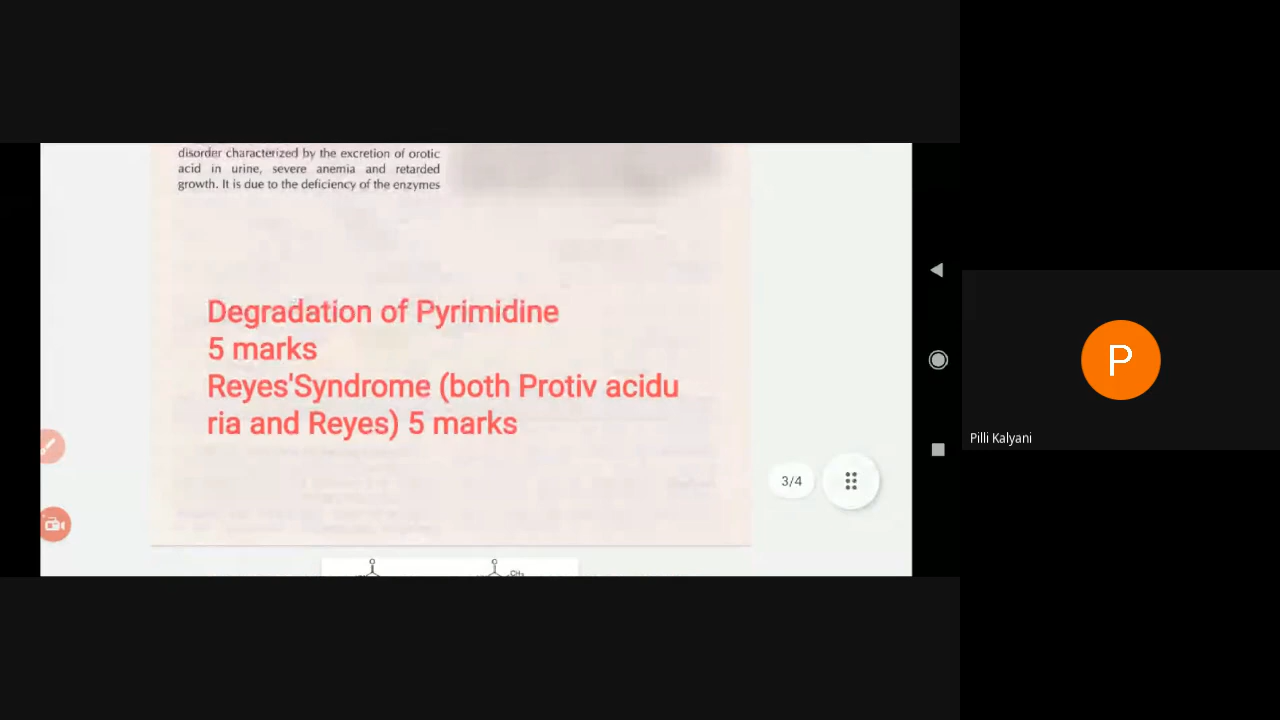 disorder characterized by the excretion of orotic
acid in urine, severe anemia and retarded
growth. It is due to the deficiency of the enzymes
Degradation of Pyrimidine
5 marks
Reyes'Syndrome (both Protiv acidu
ria and Reyes) 5 marks
3/4
O
O
CH₃
P
Pilli Kalyani